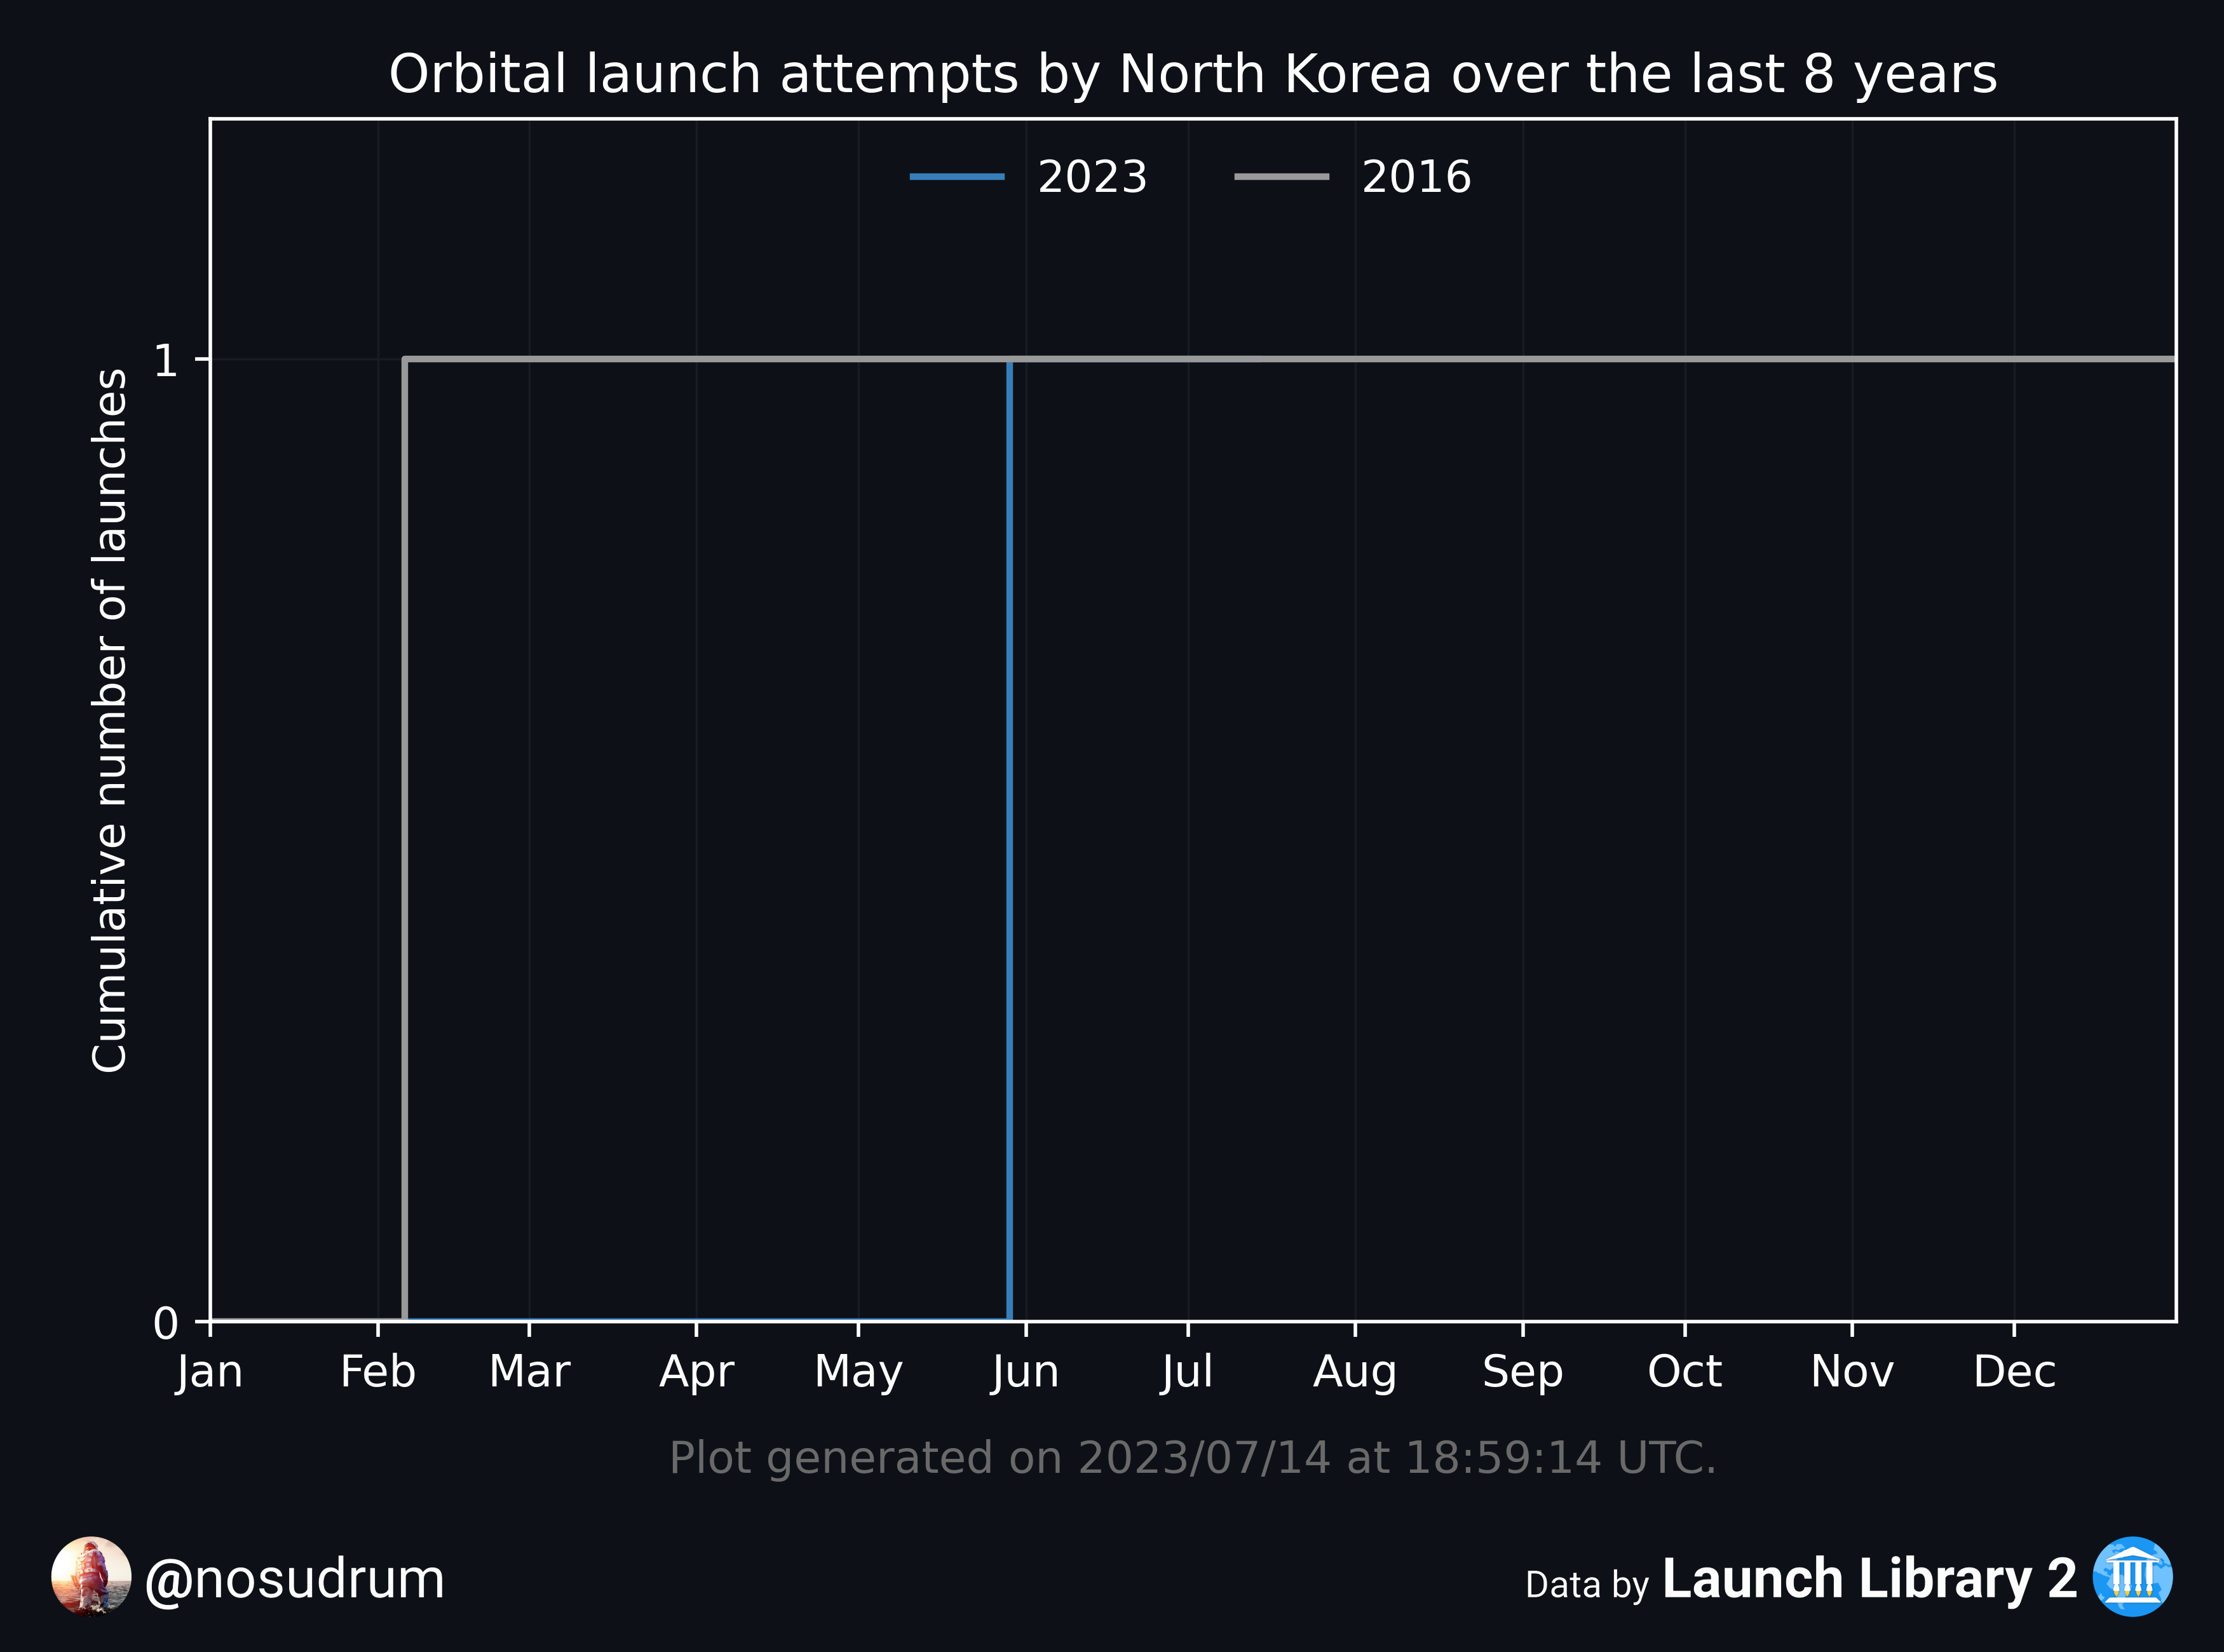 Orbital launch attempts by North Korea over the last 8 years
2023 2016
Cumulative number of launches
1
0
Jan Feb Mar Apr May Jun Jul Aug Sep Oct Nov Dec
Plot generated on 2023/07/14 at 18:59:14 UTC.
@nosudrum
Data by Launch Library 2